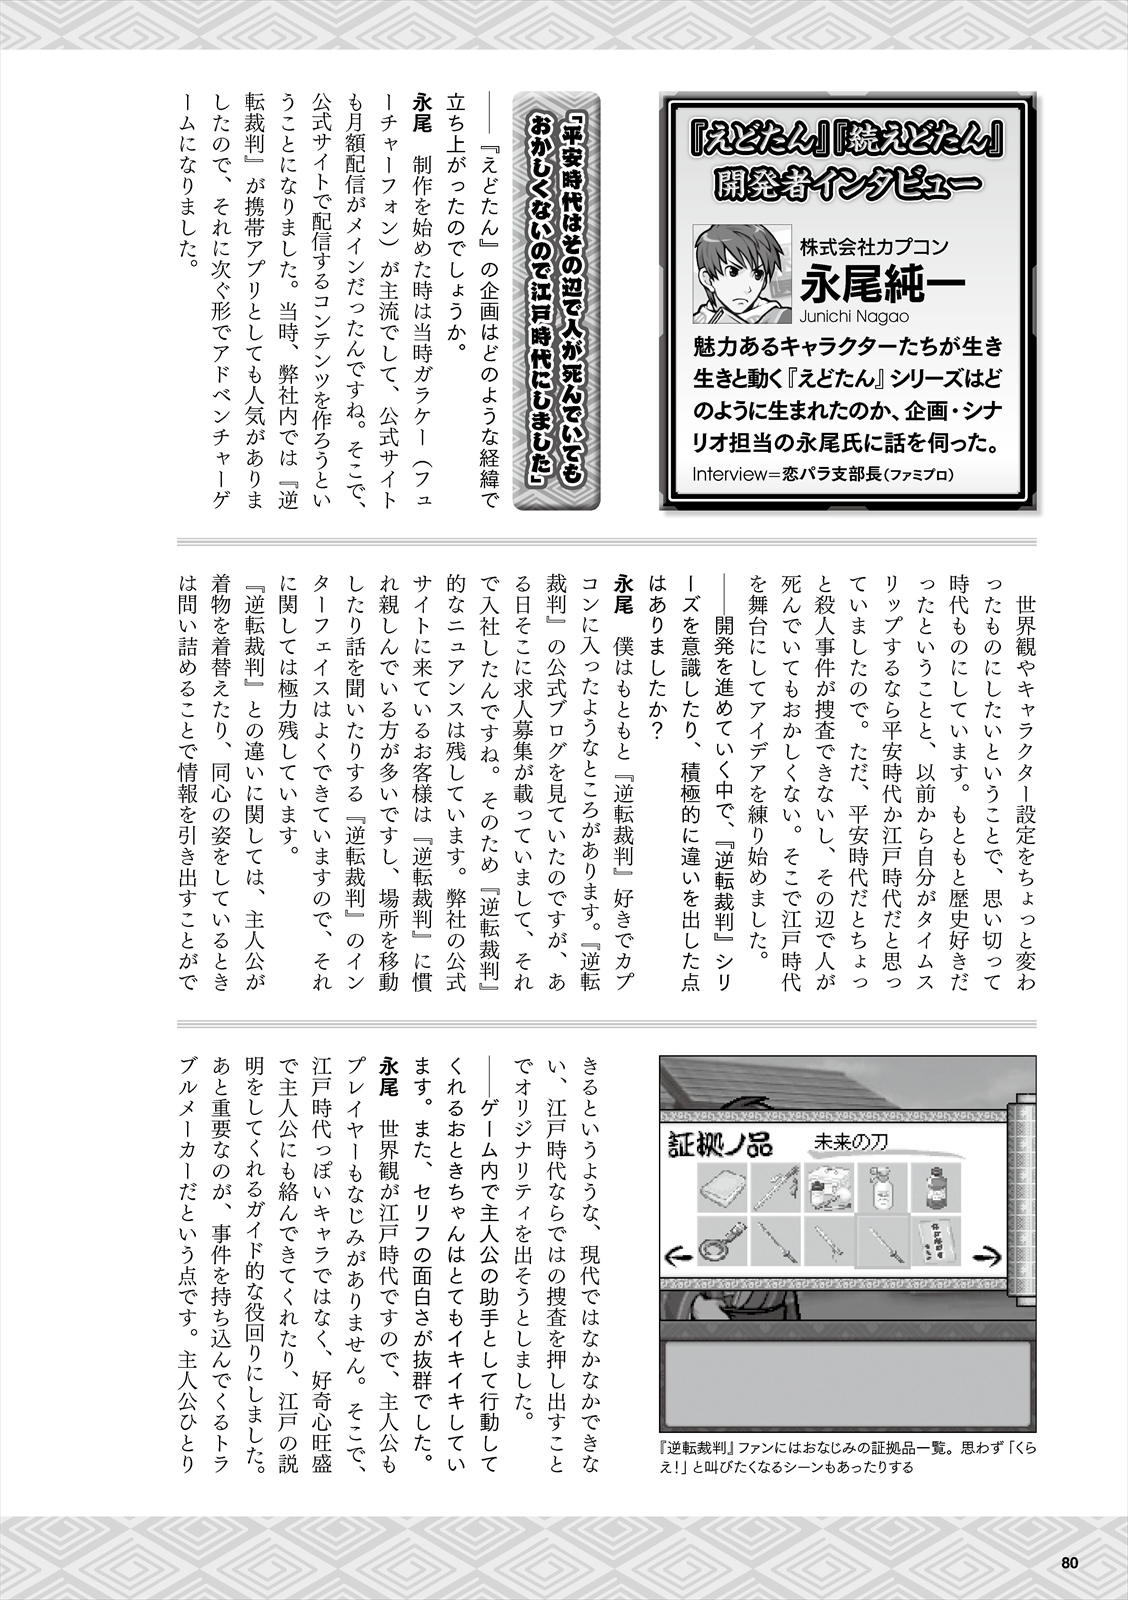 『えどたん』『続えどたん』
開発者インタビュー
株式会社カプコン
永尾純一
Junichi Nagao
魅力あるキャラクターたちが生き
生きと動く『えどたん』シリーズはど
のように生まれたのか、企画・シナ
リオ担当の永尾氏に話を伺った。
Interview＝恋パラ支部長（ファミプロ）
「平安時代はその辺で人が死んでいても
おかしくないので江戸時代にしました」
――『えどたん』の企画はどのような経緯で
立ち上がったのでしょうか。
永尾　制作を始めた時は当時ガラケー（フュ
ーチャーフォン）が主流でして、公式サイト
も月額配信がメインだったんですね。そこで、
公式サイトで配信するコンテンツを作ろうとい
うことになりました。当時、弊社内では『逆
転裁判』が携帯アプリとしても人気がありま
したので、それに次ぐ形でアドベンチャーゲ
ームになりました。
　世界観やキャラクター設定をちょっと変わ
ったものにしたいということで、思い切って
時代ものにしています。もともと歴史好きだ
ったということと、以前から自分がタイムス
リップするなら平安時代か江戸時代だと思っ
ていましたので。ただ、平安時代だとちょっ
と殺人事件が捜査できないし、その辺で人が
死んでいてもおかしくない。そこで江戸時代
を舞台にしてアイデアを練り始めました。
――開発を進めていく中で、『逆転裁判』シリ
ーズを意識したり、積極的に違いを出した点
はありましたか？
永尾　僕はもともと『逆転裁判』好きでカプ
コンに入ったようなところがあります。『逆転
裁判』の公式ブログを見ていたのですが、あ
る日そこに求人募集が載っていまして、それ
で入社したんですね。そのため『逆転裁判』
的なニュアンスは残しています。弊社の公式
サイトに来ているお客様は『逆転裁判』に慣
れ親しんでいる方が多いですし、場所を移動
したり話を聞いたりする『逆転裁判』のイン
ターフェイスはよくできていますので、それ
に関しては極力残しています。
『逆転裁判』との違いに関しては、主人公が
着物を着替えたり、同心の姿をしているとき
は問い詰めることで情報を引き出すことがで
証拠ノ品
未来の刀
『逆転裁判』ファンにはおなじみの証拠品一覧。思わず「くら
え！」と叫びたくなるシーンもあったりする
きるというような、現代ではなかなかできな
い、江戸時代ならではの捜査を押し出すこと
でオリジナリティを出そうとしました。
――ゲーム内で主人公の助手として行動して
くれるおときちゃんはとてもイキイキしてい
ます。また、セリフの面白さが抜群でした。
永尾　世界観が江戸時代ですので、主人公も
プレイヤーもなじみがありません。そこで、
江戸時代っぽいキャラではなく、好奇心旺盛
で主人公にも絡んできてくれたり、江戸の説
明をしてくれるガイド的な役回りにしました。
あと重要なのが、事件を持ち込んでくるトラ
ブルメーカーだという点です。主人公ひとり
80